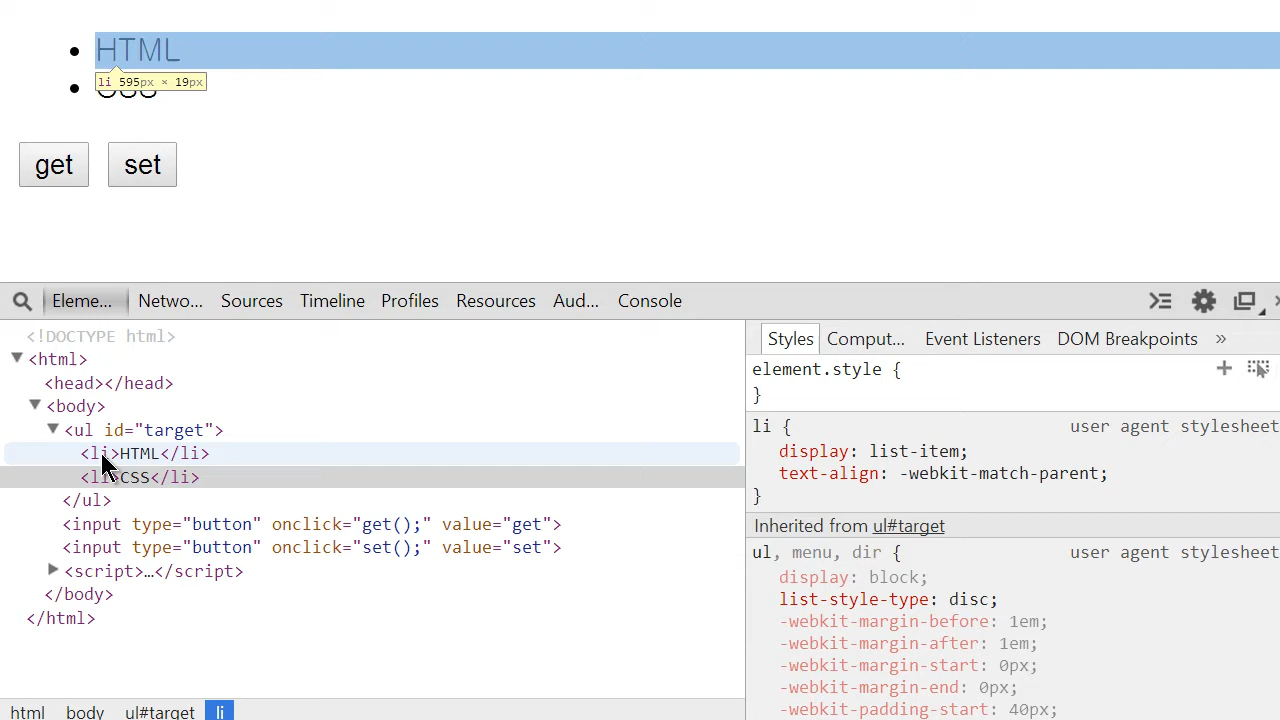 HTML
li 595px × 19px
get set
Eleme... Netwo... Sources Timeline Profiles Resources Aud... Console
<!DOCTYPE html>
<html>
<head></head>
<body>
<ul id="target">
<li>HTML</li>
<li>CSS</li>
</ul>
<input type="button" onclick="get();" value="get">
<input type="button" onclick="set();" value="set">
<script>…</script>
</body>
</html>
html body ul#target li
Styles Comput... Event Listeners DOM Breakpoints »
element.style {
}
li { user agent stylesheet
display: list-item;
text-align: -webkit-match-parent;
}
Inherited from ul#target
ul, menu, dir { user agent stylesheet
display: block;
list-style-type: disc;
-webkit-margin-before: 1em;
-webkit-margin-after: 1em;
-webkit-margin-start: 0px;
-webkit-margin-end: 0px;
-webkit-padding-start: 40px;